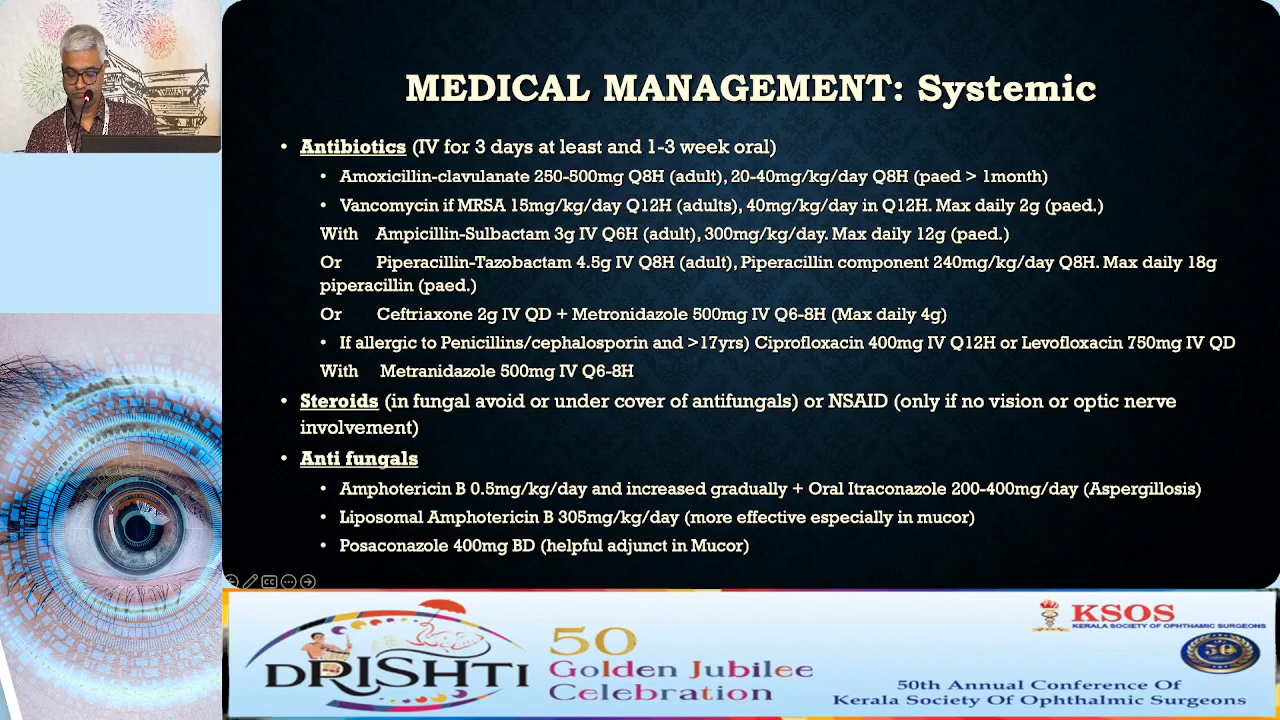 MEDICAL MANAGEMENT: Systemic
• Antibiotics (IV for 3 days at least and 1-3 week oral)
• Amoxicillin-clavulanate 250-500mg Q8H (adult), 20-40mg/kg/day Q8H (paed > 1month)
• Vancomycin if MRSA 15mg/kg/day Q12H (adults), 40mg/kg/day in Q12H. Max daily 2g (paed.)
With Ampicillin-Sulbactam 3g IV Q6H (adult), 300mg/kg/day. Max daily 12g (paed.)
Or Piperacillin-Tazobactam 4.5g IV Q8H (adult), Piperacillin component 240mg/kg/day Q8H. Max daily 18g
piperacillin (paed.)
Or Ceftriaxone 2g IV QD + Metronidazole 500mg IV Q6-8H (Max daily 4g)
• If allergic to Penicillins/cephalosporin and >17yrs) Ciprofloxacin 400mg IV Q12H or Levofloxacin 750mg IV QD
With Metranidazole 500mg IV Q6-8H
• Steroids (in fungal avoid or under cover of antifungals) or NSAID (only if no vision or optic nerve
involvement)
• Anti fungals
• Amphotericin B 0.5mg/kg/day and increased gradually + Oral Itraconazole 200-400mg/day (Aspergillosis)
• Liposomal Amphotericin B 305mg/kg/day (more effective especially in mucor)
• Posaconazole 400mg BD (helpful adjunct in Mucor)
CC
DRISHTI
50
Golden Jubilee
Celebration
KSOS
KERALA SOCIETY OF OPHTHAMIC SURGEONS
50
50th Annual Conference Of
Kerala Society Of Ophthalmic Surgeons